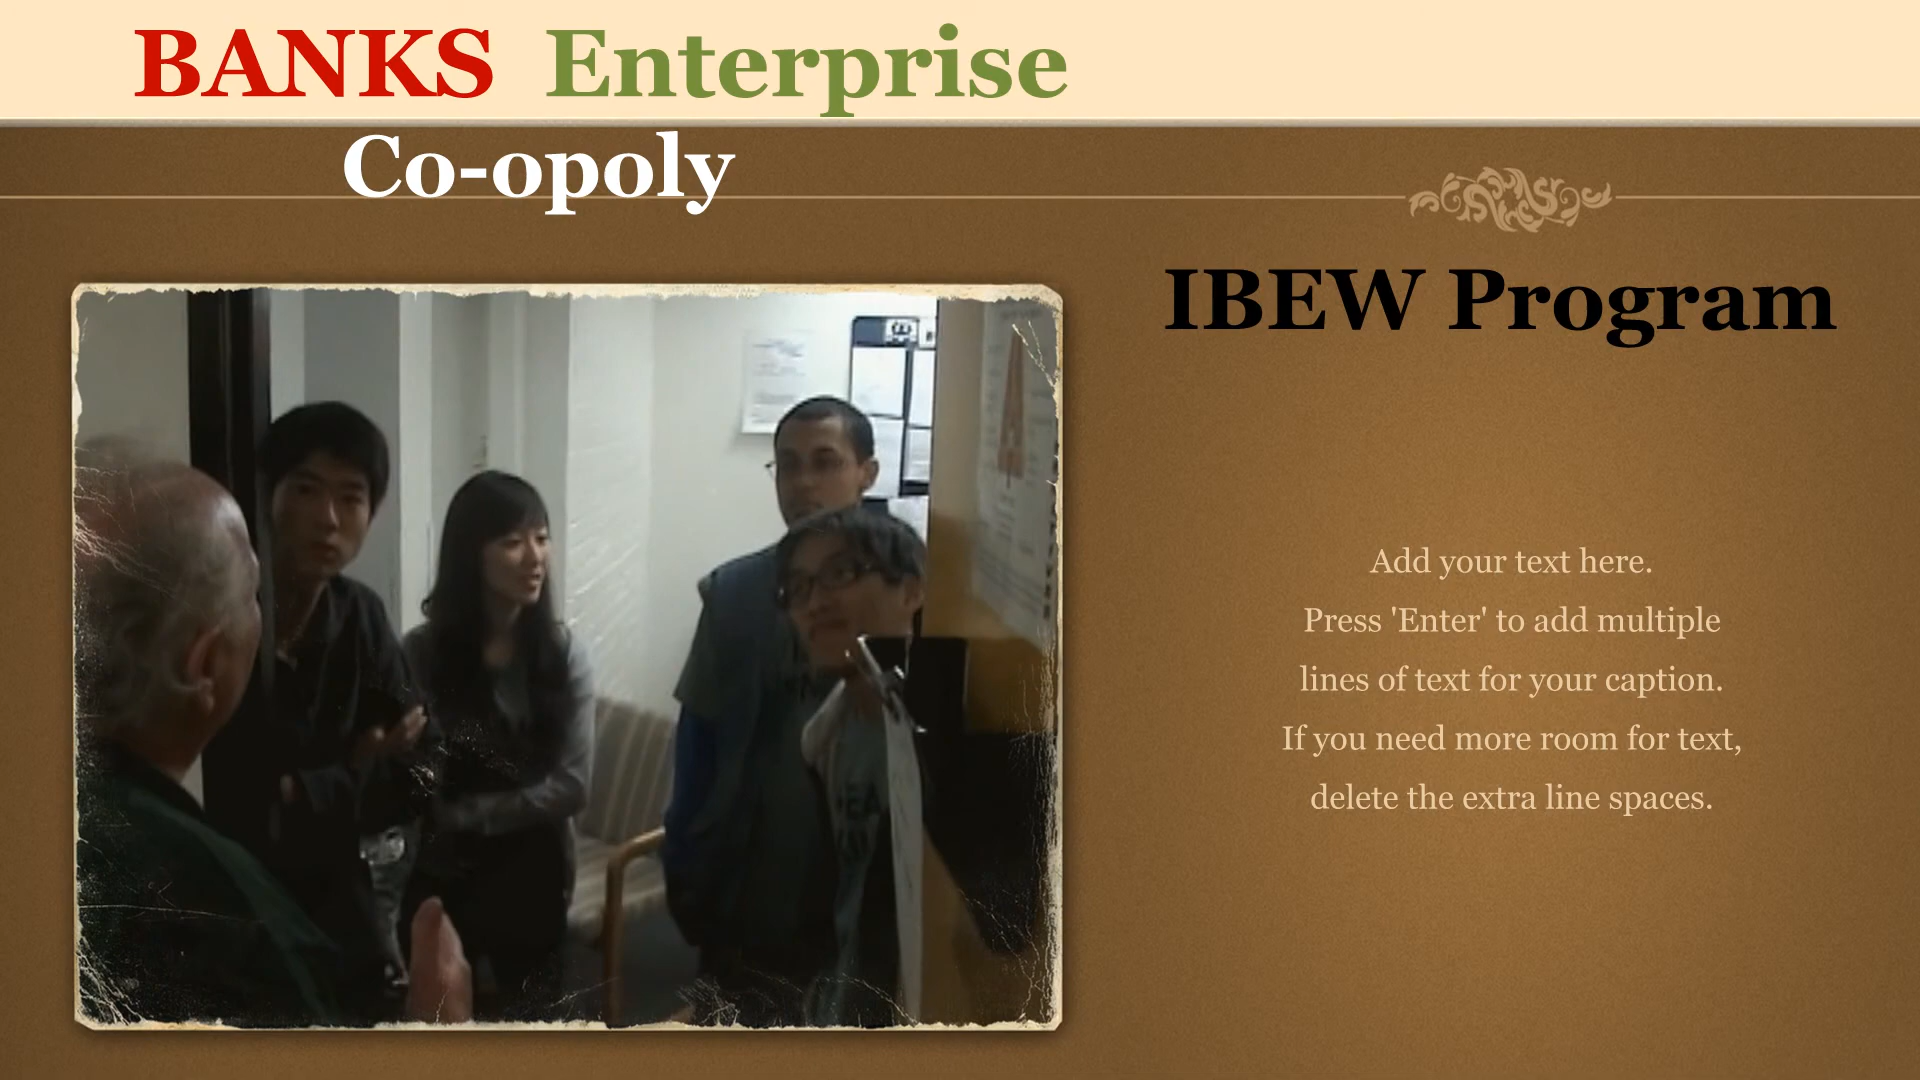 BANKS Enterprise
Co-opoly
IBEW Program
Add your text here.
Press 'Enter' to add multiple
lines of text for your caption.
If you need more room for text,
delete the extra line spaces.